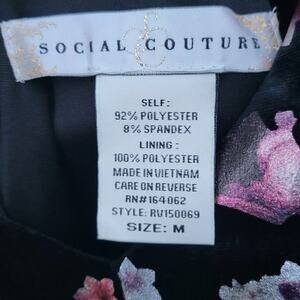 SOCIAL COUTURE
SELF:
92% POLYESTER
8% SPANDEX
LINING :
100% POLYESTER
MADE IN VIETNAM
CARE ON REVERSE
RN#164062
STYLE: RV150069
SIZE: M